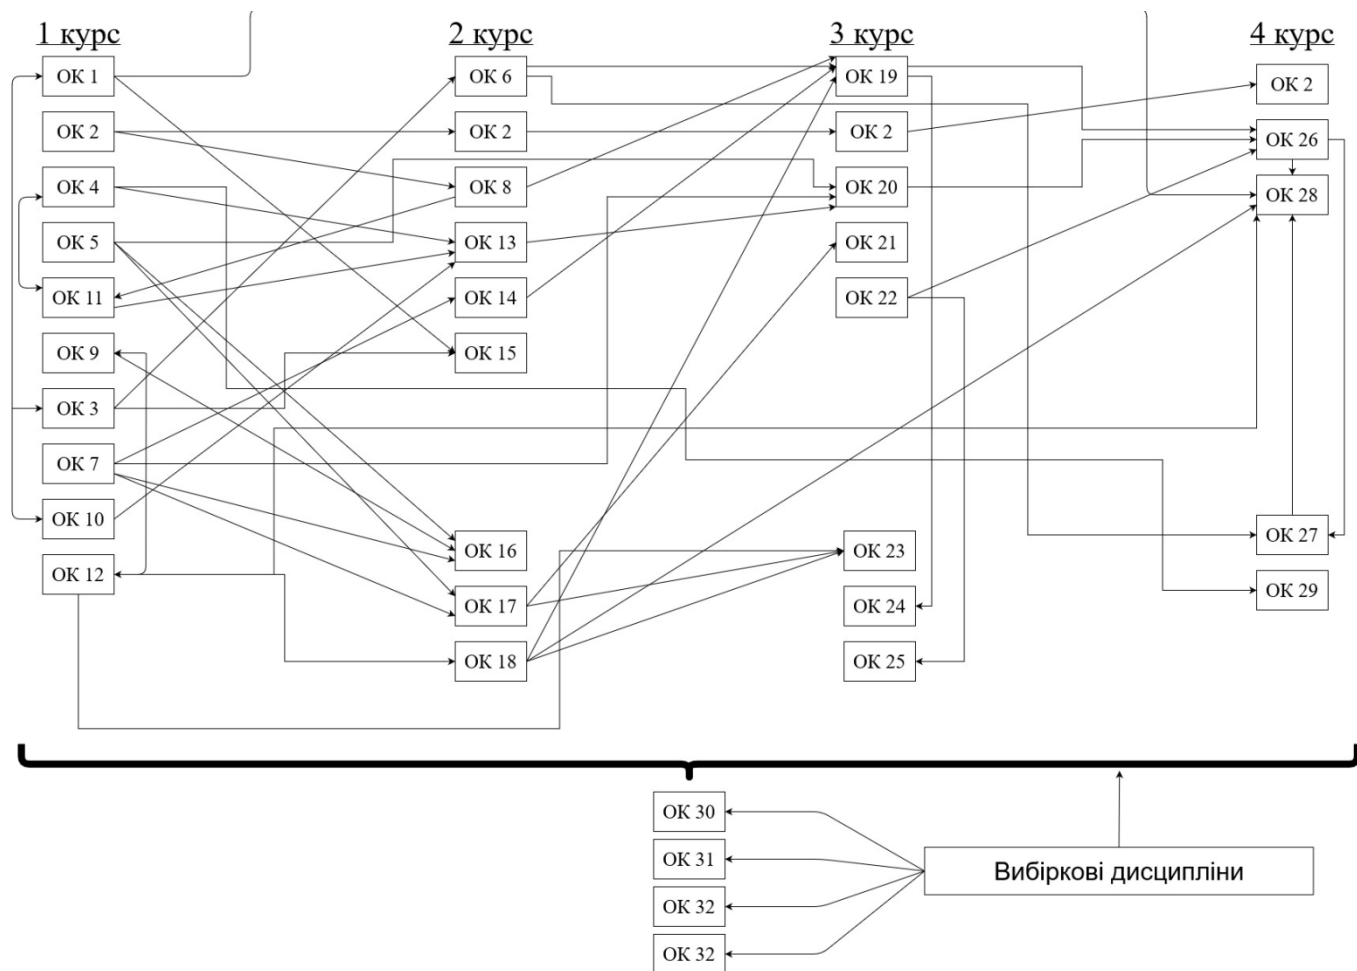 1 курс
2 курс
3 курс
4 курс
ОК 1
ОК 6
ОК 19
ОК 2
ОК 2
ОК 2
ОК 2
ОК 26
ОК 4
ОК 8
ОК 20
ОК 28
ОК 5
ОК 13
ОК 21
ОК 11
ОК 14
ОК 22
ОК 9
ОК 15
ОК 3
ОК 7
ОК 10
ОК 16
ОК 23
ОК 27
ОК 12
ОК 17
ОК 24
ОК 29
ОК 18
ОК 25
ОК 30
ОК 31
ОК 32
ОК 32
Вибіркові дисципліни